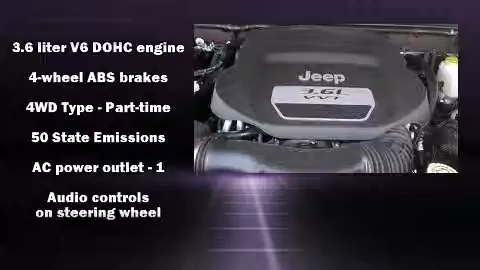 3.6 liter V6 DOHC engine
4-wheel ABS brakes
4WD Type - Part-time
50 State Emissions
AC power outlet - 1
Audio controls
on steering wheel
Jeep
3.6L
VVT